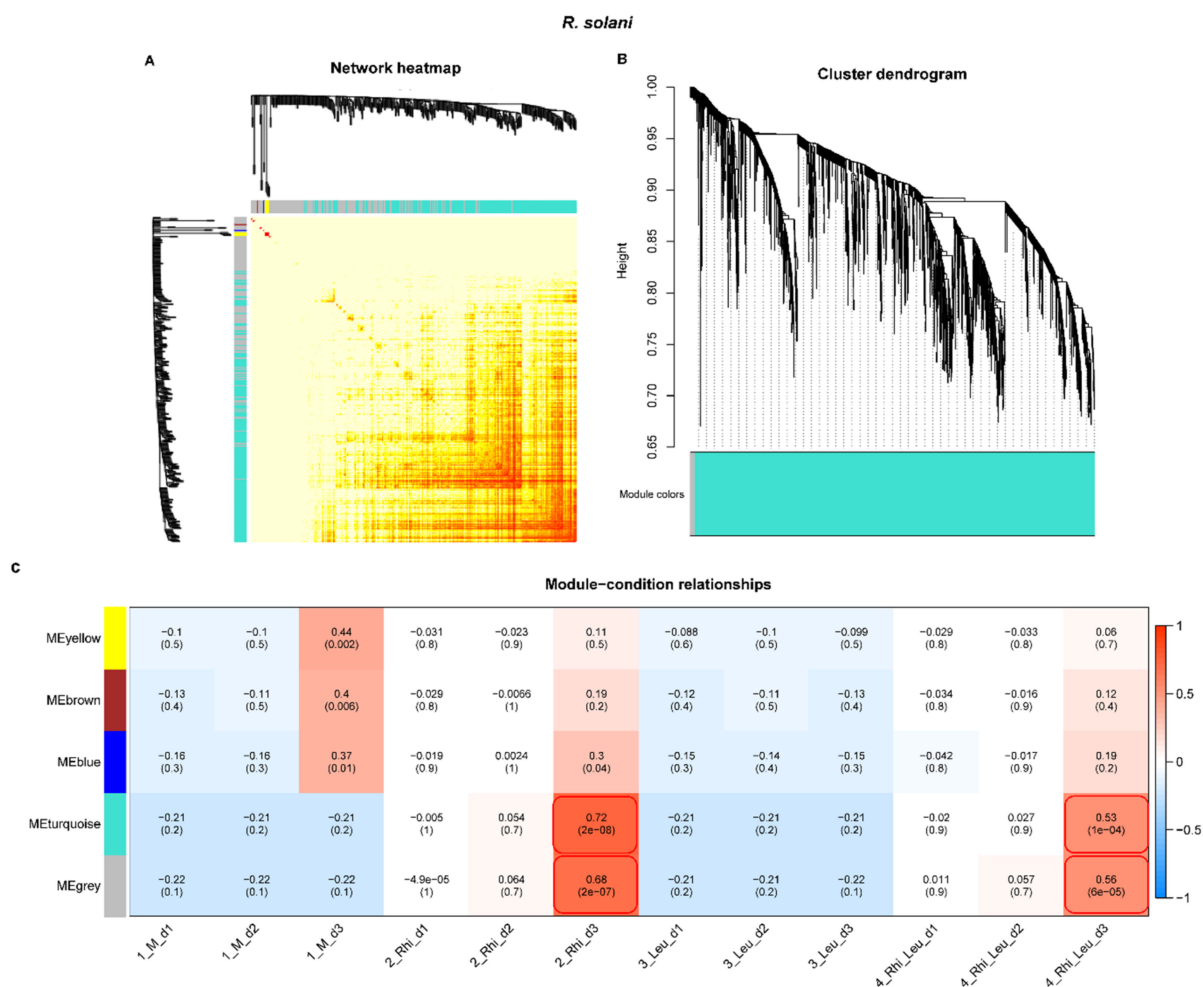 R. solani
A
Network heatmap
B
Cluster dendrogram
1.00
0.95
0.90
0.85
0.80
0.75
0.70
0.65
Height
Module colors
C
Module−condition relationships
MEyellow
−0.1 −0.1 0.44 −0.031 −0.023 0.11 −0.088 −0.1 −0.099 −0.029 −0.033 0.06
(0.5) (0.5) (0.002) (0.8) (0.9) (0.5) (0.6) (0.5) (0.5) (0.8) (0.8) (0.7)
MEbrown
−0.13 −0.11 0.4 −0.029 −0.0066 0.19 −0.12 −0.11 −0.13 −0.034 −0.016 0.12
(0.4) (0.5) (0.006) (0.8) (1) (0.2) (0.4) (0.5) (0.4) (0.8) (0.9) (0.4)
MEblue
−0.16 −0.16 0.37 −0.019 0.0024 0.3 −0.15 −0.14 −0.15 −0.042 −0.017 0.19
(0.3) (0.3) (0.01) (0.9) (1) (0.04) (0.3) (0.4) (0.3) (0.8) (0.9) (0.2)
MEturquoise
−0.21 −0.21 −0.21 −0.005 0.054 0.72 −0.21 −0.21 −0.21 −0.02 0.027 0.53
(0.2) (0.2) (0.2) (1) (0.7) (2e−08) (0.2) (0.2) (0.2) (0.9) (0.9) (1e−04)
MEgrey
−0.22 −0.22 −0.22 −4.9e−05 0.064 0.68 −0.21 −0.21 −0.22 0.011 0.057 0.56
(0.1) (0.1) (0.1) (1) (0.7) (2e−07) (0.2) (0.2) (0.1) (0.9) (0.7) (6e−05)
1
0.5
0
−0.5
−1
1_M_d1
1_M_d2
1_M_d3
2_Rhi_d1
2_Rhi_d2
2_Rhi_d3
3_Leu_d1
3_Leu_d2
3_Leu_d3
4_Rhi_Leu_d1
4_Rhi_Leu_d2
4_Rhi_Leu_d3